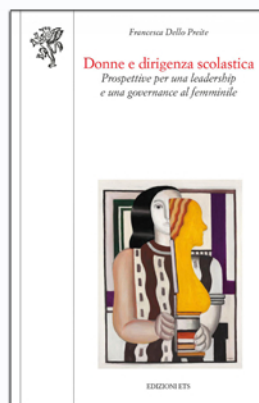 Francesca Dello Preite
Donne e dirigenza scolastica
Prospettive per una leadership
e una governance al femminile
EDIZIONI ETS